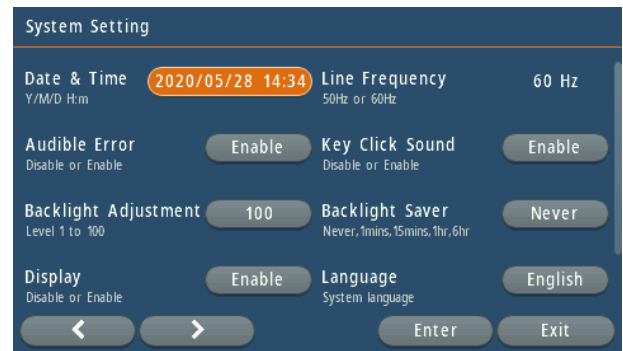 System Setting
Date & Time 2020/05/28 14:34 Line Frequency 60 Hz
Y/M/D H:m 50Hz or 60Hz
Audible Error Enable Key Click Sound Enable
Disable or Enable Disable or Enable
Backlight Adjustment 100 Backlight Saver Never
Level 1 to 100 Never,1mins,15mins,1hr,6hr
Display Enable Language English
Disable or Enable System language
Enter Exit